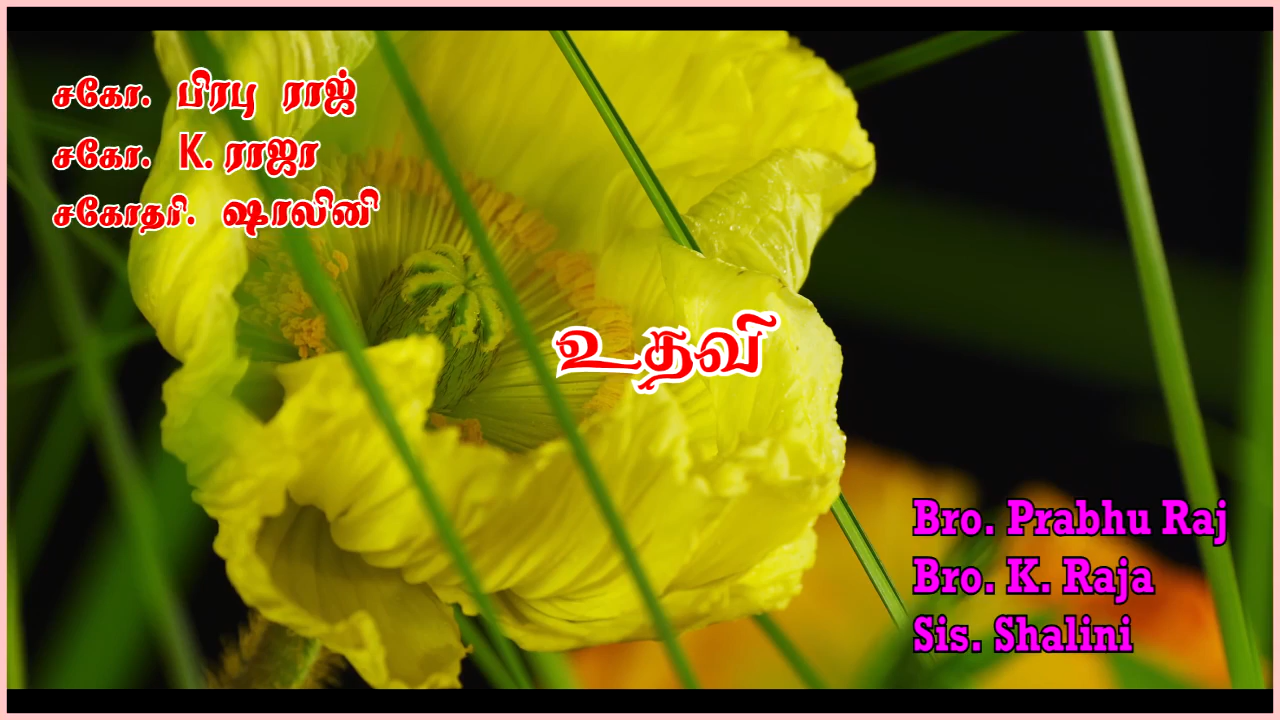 சகோ. பிரபு ராஜ்
சகோ. K. ராஜா
சகோதரி. ஷாலினி
உதவி
Bro. Prabhu Raj
Bro. K. Raja
Sis. Shalini